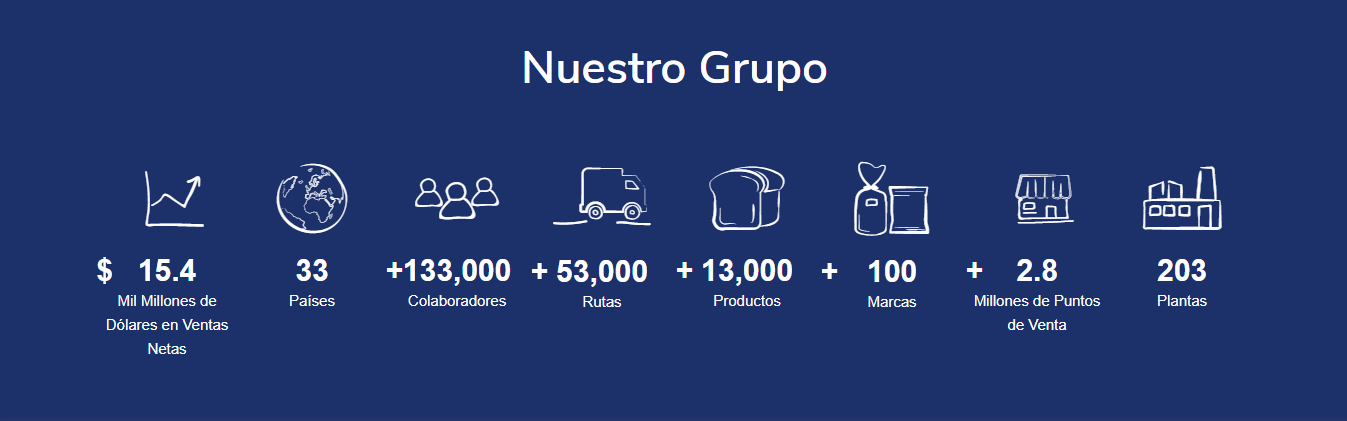 Nuestro Grupo
$ 15.4
Mil Millones de
Dólares en Ventas
Netas
33
Países
+133,000
Colaboradores
+ 53,000
Rutas
+ 13,000
Productos
+ 100
Marcas
+ 2.8
Millones de Puntos
de Venta
203
Plantas